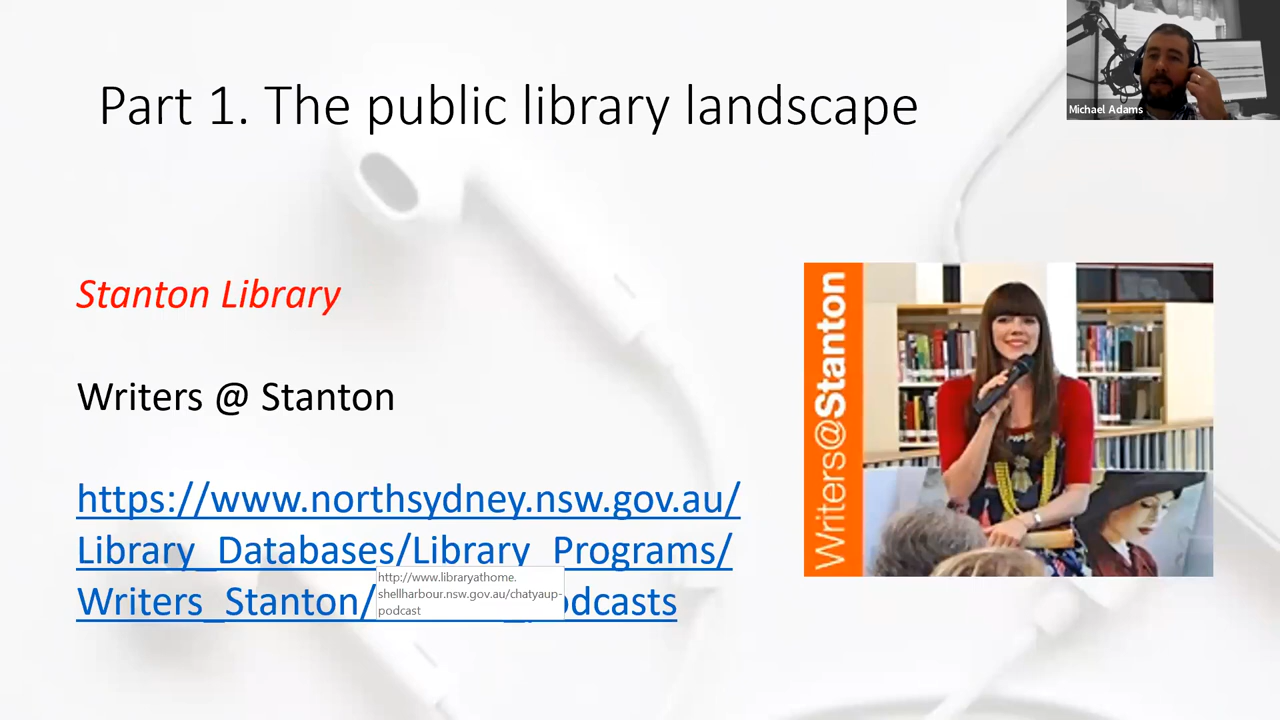 Part 1. The public library landscape
Michael Adams
Stanton Library
Writers @ Stanton
https://www.northsydney.nsw.gov.au/
Library_Databases/Library_Programs/
Writers_Stanton/
http://www.libraryathome.
shellharbour.nsw.gov.au/chatyaup-
podcast
Writers@Stanton